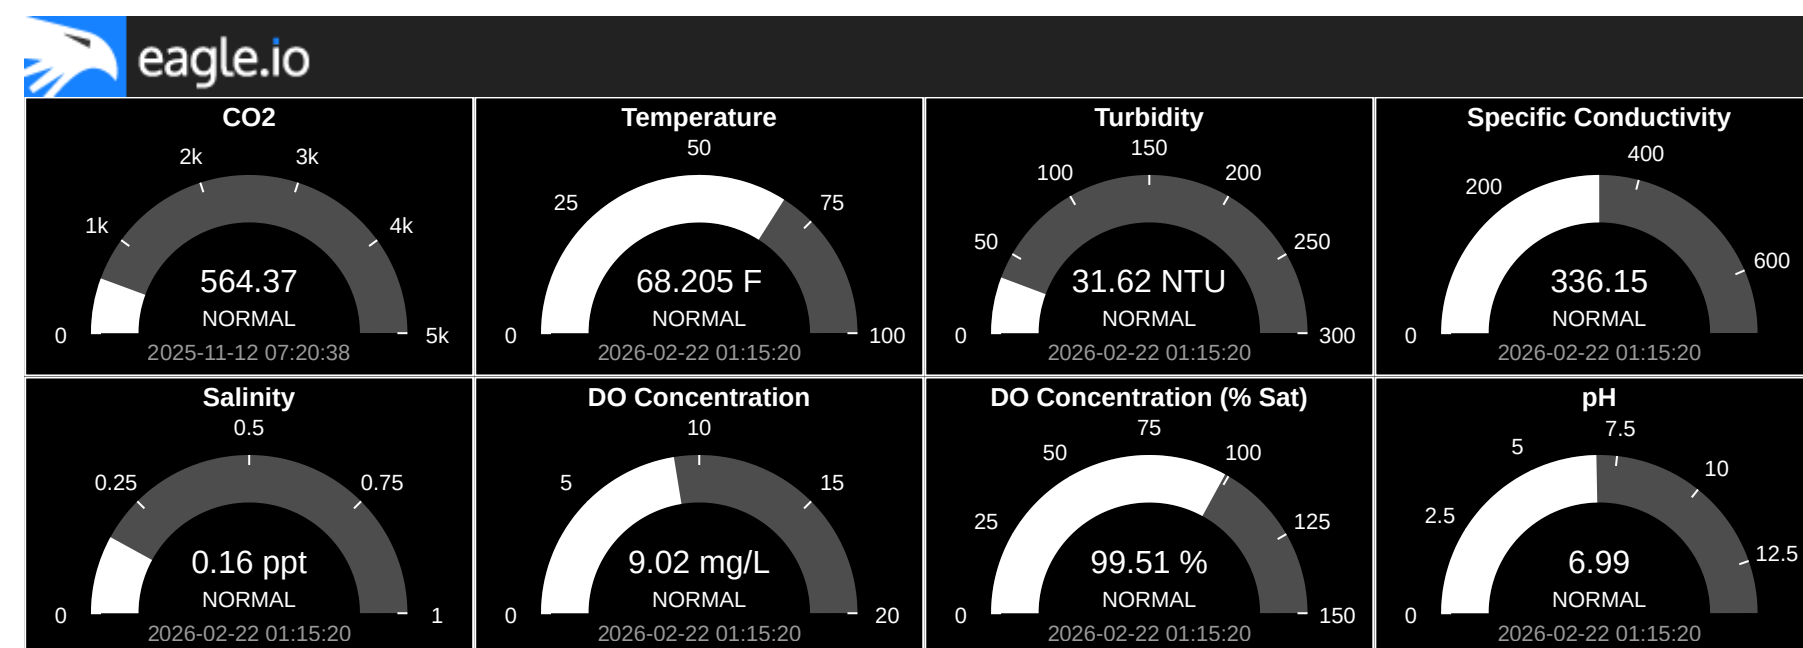 eagle.io
CO2
2k
3k
1k
4k
564.37
NORMAL
0
5k
2025-11-12 07:20:38
Temperature
50
25
75
68.205 F
NORMAL
0
100
2026-02-22 01:15:20
Turbidity
150
100
200
50
250
31.62 NTU
NORMAL
0
300
2026-02-22 01:15:20
Specific Conductivity
400
200
600
336.15
NORMAL
0
2026-02-22 01:15:20
Salinity
0.5
0.25
0.75
0.16 ppt
NORMAL
0
1
2026-02-22 01:15:20
DO Concentration
10
5
15
9.02 mg/L
NORMAL
0
20
2026-02-22 01:15:20
DO Concentration (% Sat)
75
50
100
25
125
99.51 %
NORMAL
0
150
2026-02-22 01:15:20
pH
7.5
5
10
2.5
12.5
6.99
NORMAL
0
2026-02-22 01:15:20